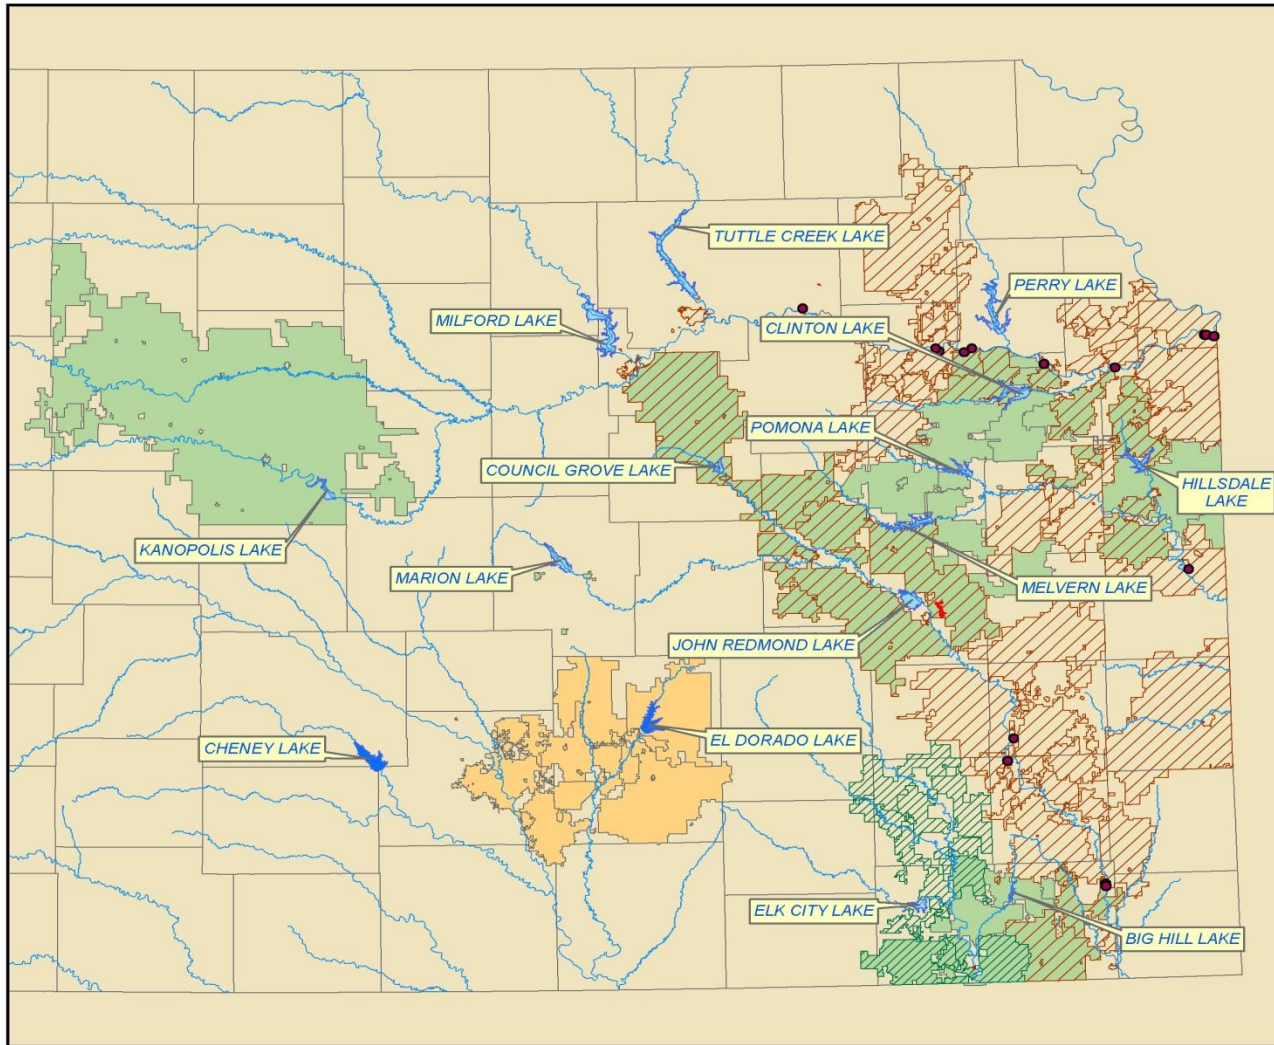 TUTTLE CREEK LAKE
PERRY LAKE
MILFORD LAKE
CLINTON LAKE
POMONA LAKE
COUNCIL GROVE LAKE
HILLSDALE
LAKE
KANOPOLIS LAKE
MARION LAKE
MELVERN LAKE
JOHN REDMOND LAKE
CHENEY LAKE
EL DORADO LAKE
ELK CITY LAKE
BIG HILL LAKE